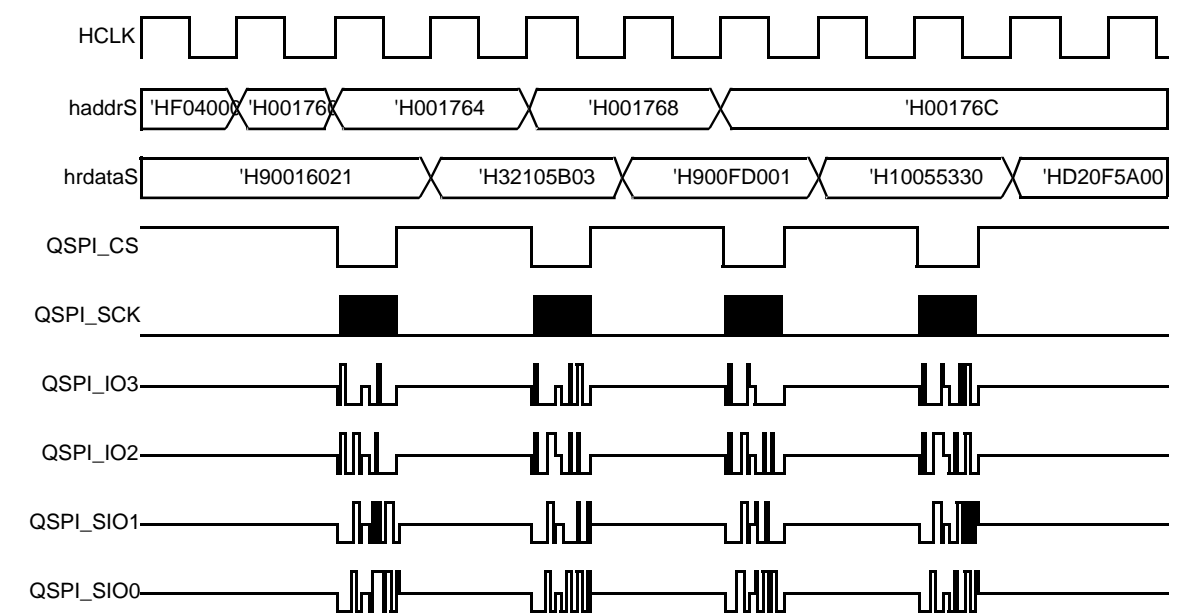 HCLK
haddrS 'HF04000 'H00176 'H001764 'H001768 'H00176C
hrdataS 'H90016021 'H32105B03 'H900FD001 'H10055330 'HD20F5A00
QSPI_CS
QSPI_SCK
QSPI_IO3
QSPI_IO2
QSPI_SIO1
QSPI_SIO0